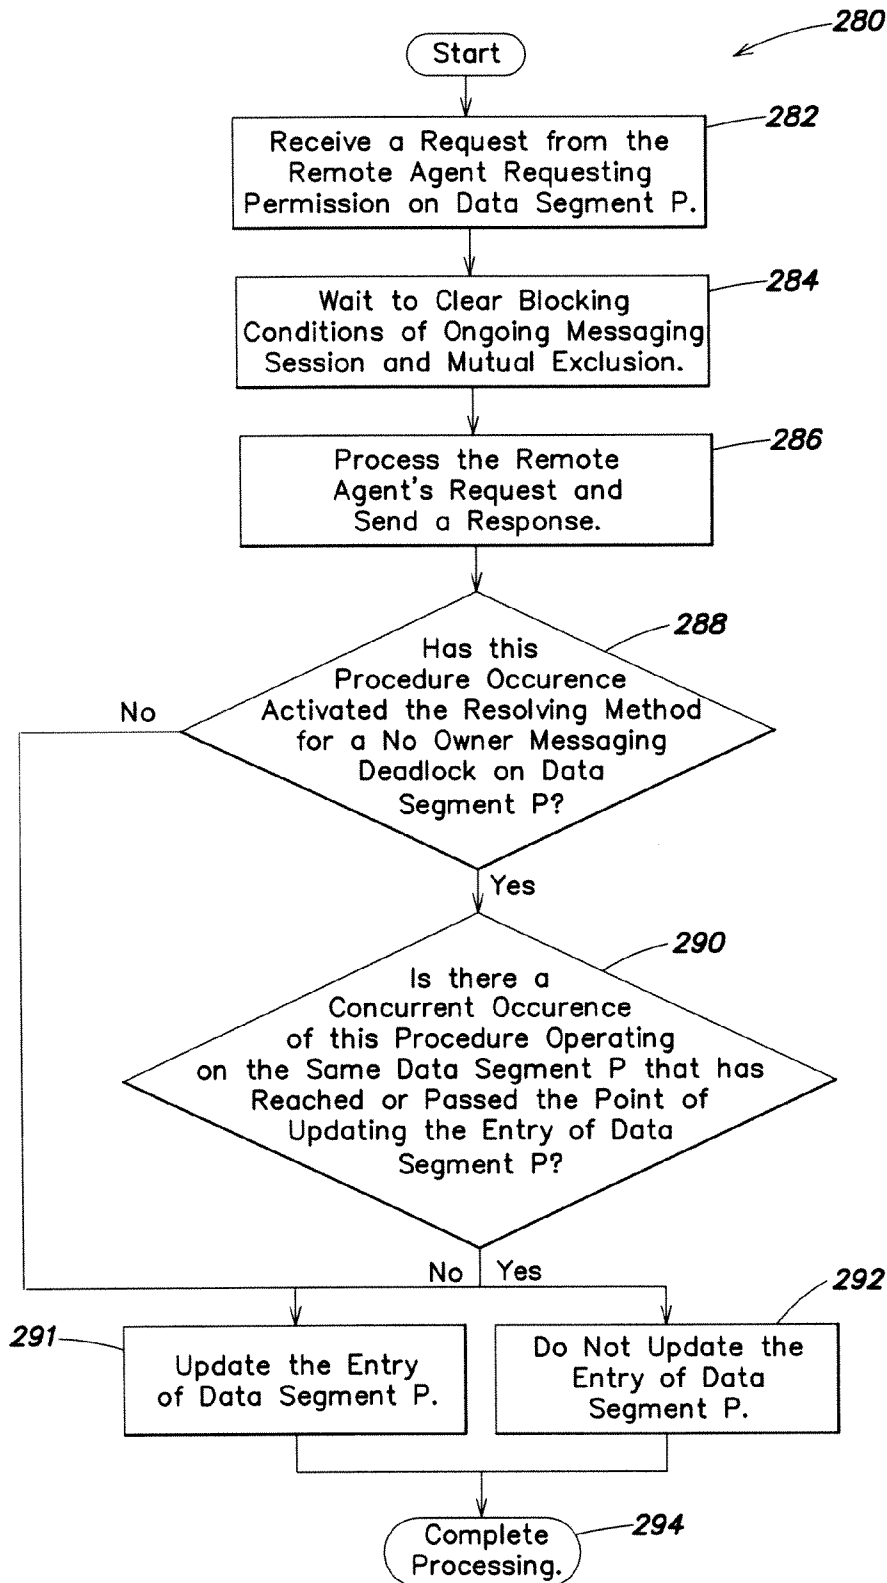 280
Start
282
Receive a Request from the
Remote Agent Requesting
Permission on Data Segment P.
284
Wait to Clear Blocking
Conditions of Ongoing Messaging
Session and Mutual Exclusion.
286
Process the Remote
Agent's Request and
Send a Response.
288
Has this
Procedure Occurence
Activated the Resolving Method
for a No Owner Messaging
Deadlock on Data
Segment P?
No
Yes
290
Is there a
Concurrent Occurence
of this Procedure Operating
on the Same Data Segment P that has
Reached or Passed the Point of
Updating the Entry of Data
Segment P?
No
Yes
291
Update the Entry
of Data Segment P.
292
Do Not Update the
Entry of Data
Segment P.
294
Complete
Processing.